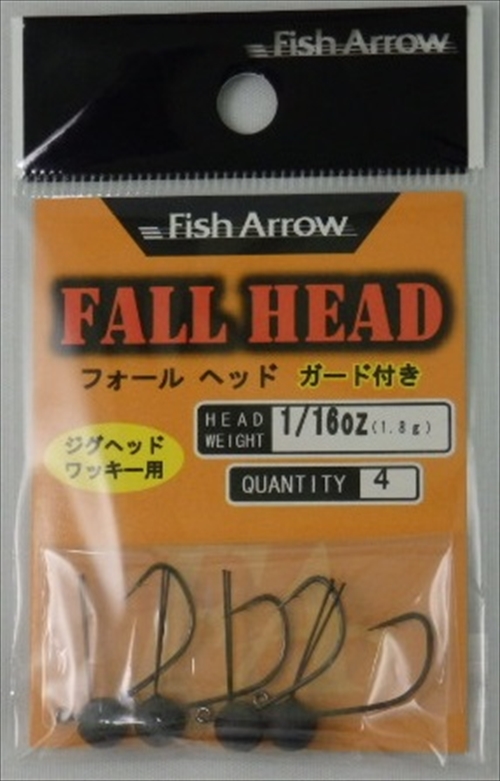 Fish Arrow
Fish Arrow
FALL HEAD
フォール ヘッド ガード付き
HEAD WEIGHT 1/16oz (1.8g)
ジグヘッド
ワッキー用
QUANTITY 4